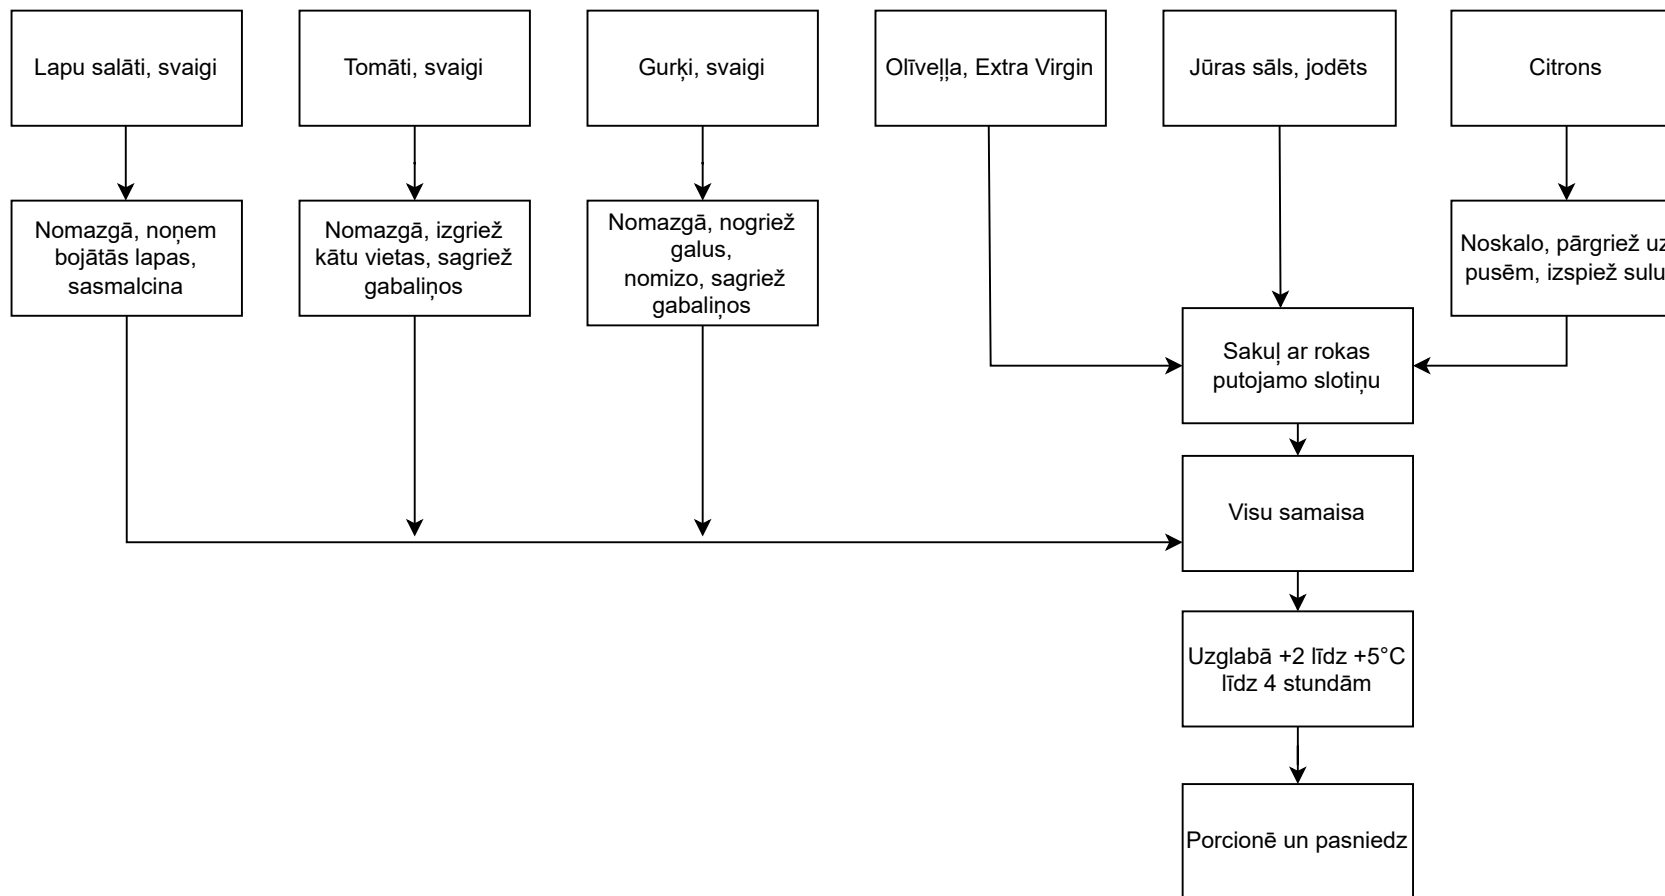 Lapu salāti, svaigi
Tomāti, svaigi
Gurķi, svaigi
Olīveļļa, Extra Virgin
Jūras sāls, jodēts
Citrons
Nomazgā, noņem
bojātās lapas,
sasmalcina
Nomazgā, izgriež
kātu vietas, sagriež
gabaliņos
Nomazgā, nogriež
galus,
nomizo, sagriež
gabaliņos
Noskalo, pārgriež uz
pusēm, izspiež sulu
Sakuļ ar rokas
putojamo slotiņu
Visu samaisa
Uzglabā +2 līdz +5°C
līdz 4 stundām
Porcionē un pasniedz